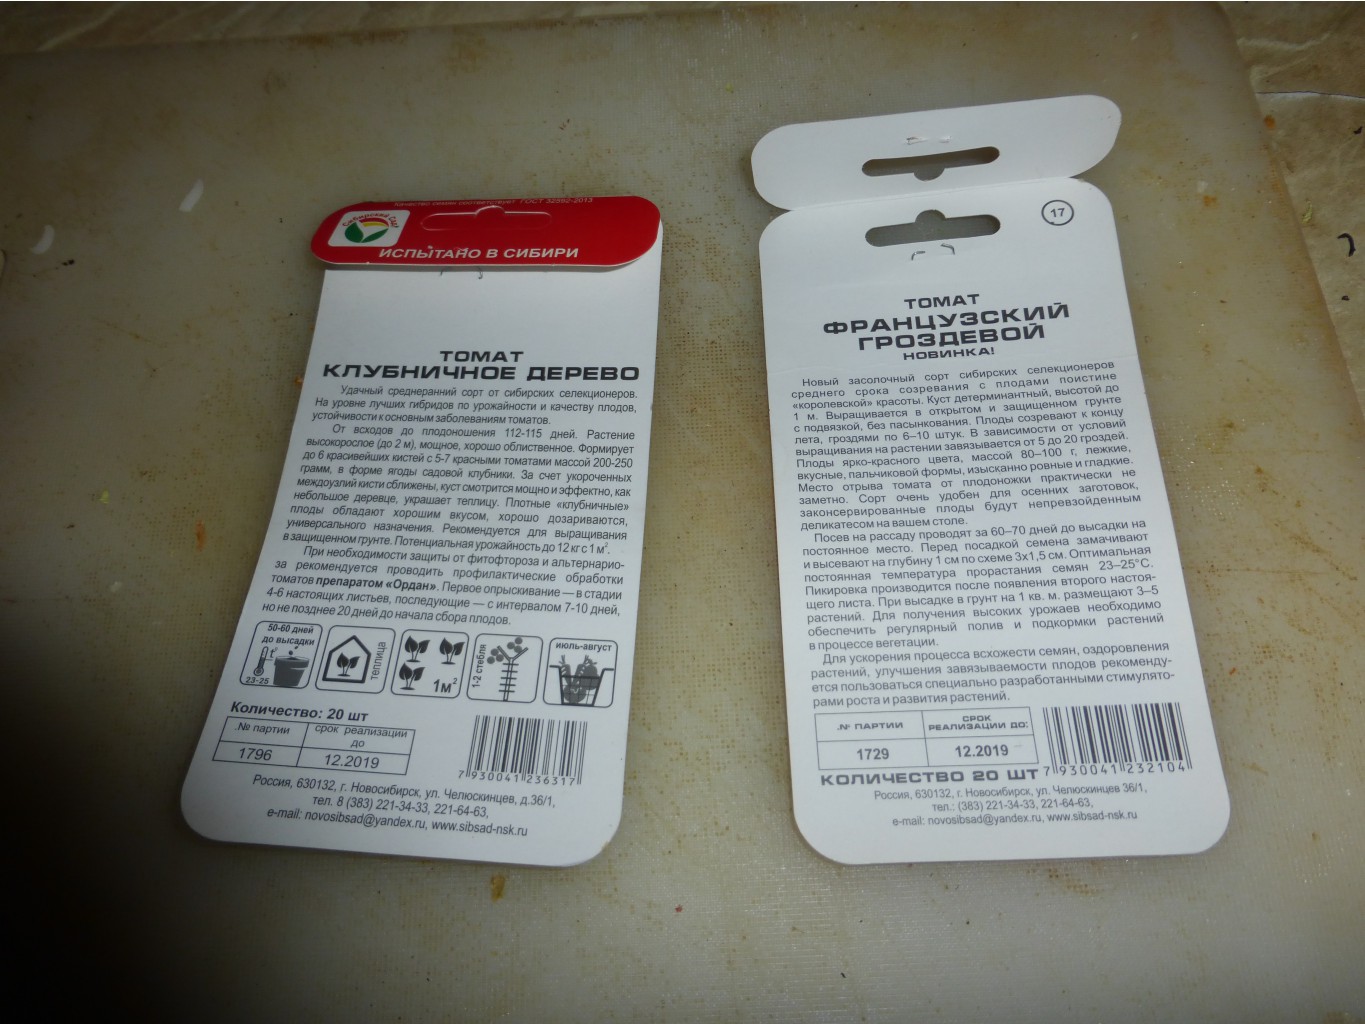 Качество семян соответствует ГОСТ 32592-2013
Сибирский Сад
ИСПЫТАНО В СИБИРИ
ТОМАТ
КЛУБНИЧНОЕ ДЕРЕВО
Удачный среднеранний сорт от сибирских селекционеров.
На уровне лучших гибридов по урожайности и качеству плодов,
устойчивости к основным заболеваниям томатов.
От всходов до плодоношения 112-115 дней. Растение
высокорослое (до 2 м), мощное, хорошо облиственное. Формирует
до 6 красивейших кистей с 5-7 красными томатами массой 200-250
грамм, в форме ягоды садовой клубники. За счет укороченных
междоузлий кисти сближены, куст смотрится мощно и эффектно, как
небольшое деревце, украшает теплицу. Плотные «клубничные»
плоды обладают хорошим вкусом, хорошо дозариваются,
универсального назначения. Рекомендуется для выращивания
в защищенном грунте. Потенциальная урожайность до 12 кг с 1 м².
При необходимости защиты от фитофтороза и альтернарио-
за рекомендуется проводить профилактические обработки
томатов препаратом «Ордан». Первое опрыскивание — в стадии
4-6 настоящих листьев, последующие — с интервалом 7-10 дней,
но не позднее 20 дней до начала сбора плодов.
50-60 дней
до высадки
t°
23-25
теплица
1м²
1-2 стебля
июль-август
Количество: 20 шт
.№ партии
срок реализации
до
1796
12.2019
7 930041 236317
Россия, 630132, г. Новосибирск, ул. Челюскинцев, д.36/1,
тел. 8 (383) 221-34-33, 221-64-63,
e-mail: novosibsad@yandex.ru, www.sibsad-nsk.ru
17
ТОМАТ
ФРАНЦУЗСКИЙ
ГРОЗДЕВОЙ
НОВИНКА!
Новый засолочный сорт сибирских селекционеров
среднего срока созревания с плодами поистине
«королевской» красоты. Куст детерминантный, высотой до
1 м. Выращивается в открытом и защищенном грунте
с подвязкой, без пасынкования. Плоды созревают к концу
лета, гроздями по 6–10 штук. В зависимости от условий
выращивания на растении завязывается от 5 до 20 гроздей.
Плоды ярко-красного цвета, массой 80–100 г, лежкие,
вкусные, пальчиковой формы, изысканно ровные и гладкие.
Место отрыва томата от плодоножки практически не
заметно. Сорт очень удобен для осенних заготовок,
законсервированные плоды будут непревзойденным
деликатесом на вашем столе.
Посев на рассаду проводят за 60–70 дней до высадки на
постоянное место. Перед посадкой семена замачивают
и высевают на глубину 1 см по схеме 3х1,5 см. Оптимальная
постоянная температура прорастания семян 23–25°С.
Пикировка производится после появления второго настоя-
щего листа. При высадке в грунт на 1 кв. м. размещают 3–5
растений. Для получения высоких урожаев необходимо
обеспечить регулярный полив и подкормки растений
в процессе вегетации.
Для ускорения процесса всхожести семян, оздоровления
растений, улучшения завязываемости плодов рекоменду-
ется пользоваться специально разработанными стимулято-
рами роста и развития растений.
.№ ПАРТИИ
СРОК
РЕАЛИЗАЦИИ ДО:
1729
12.2019
КОЛИЧЕСТВО 20 ШТ
7 930041 232104
Россия, 630132, г. Новосибирск, ул. Челюскинцев 36/1,
тел.: (383) 221-34-33, 221-64-63,
e-mail: novosibsad@yandex.ru, www.sibsad-nsk.ru